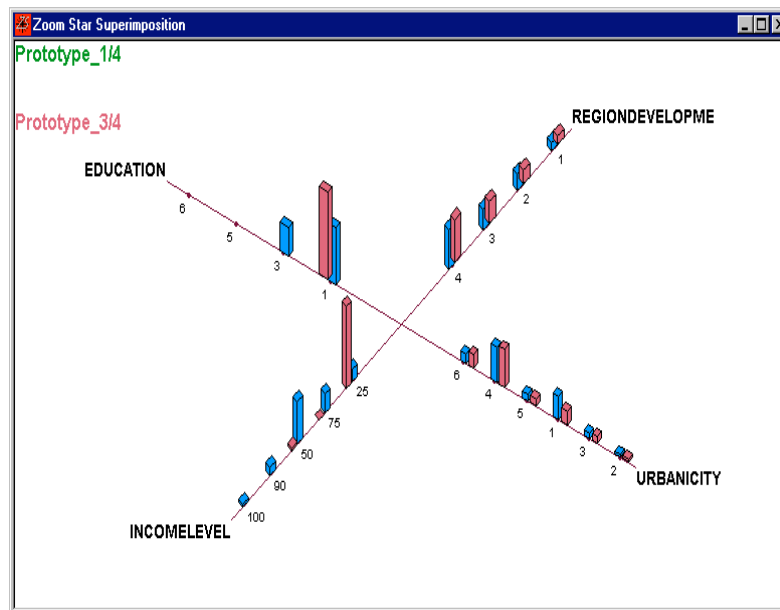 Zoom Star Superimposition
Prototype_1/4
Prototype_3/4
REGIONDEVELOPME
1
2
3
4
EDUCATION
6
5
3
1
25
75
50
90
100
INCOMELEVEL
6
4
5
1
3
2
URBANICITY